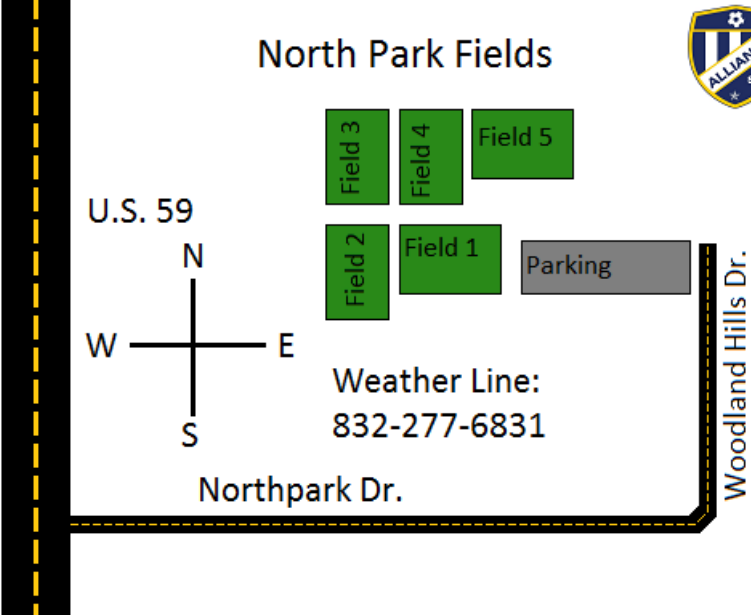 North Park Fields
ALLIAN
Field 3
Field 4
Field 5
U.S. 59
N
W
E
S
Field 2
Field 1
Parking
Woodland Hills Dr.
Weather Line:
832-277-6831
Northpark Dr.